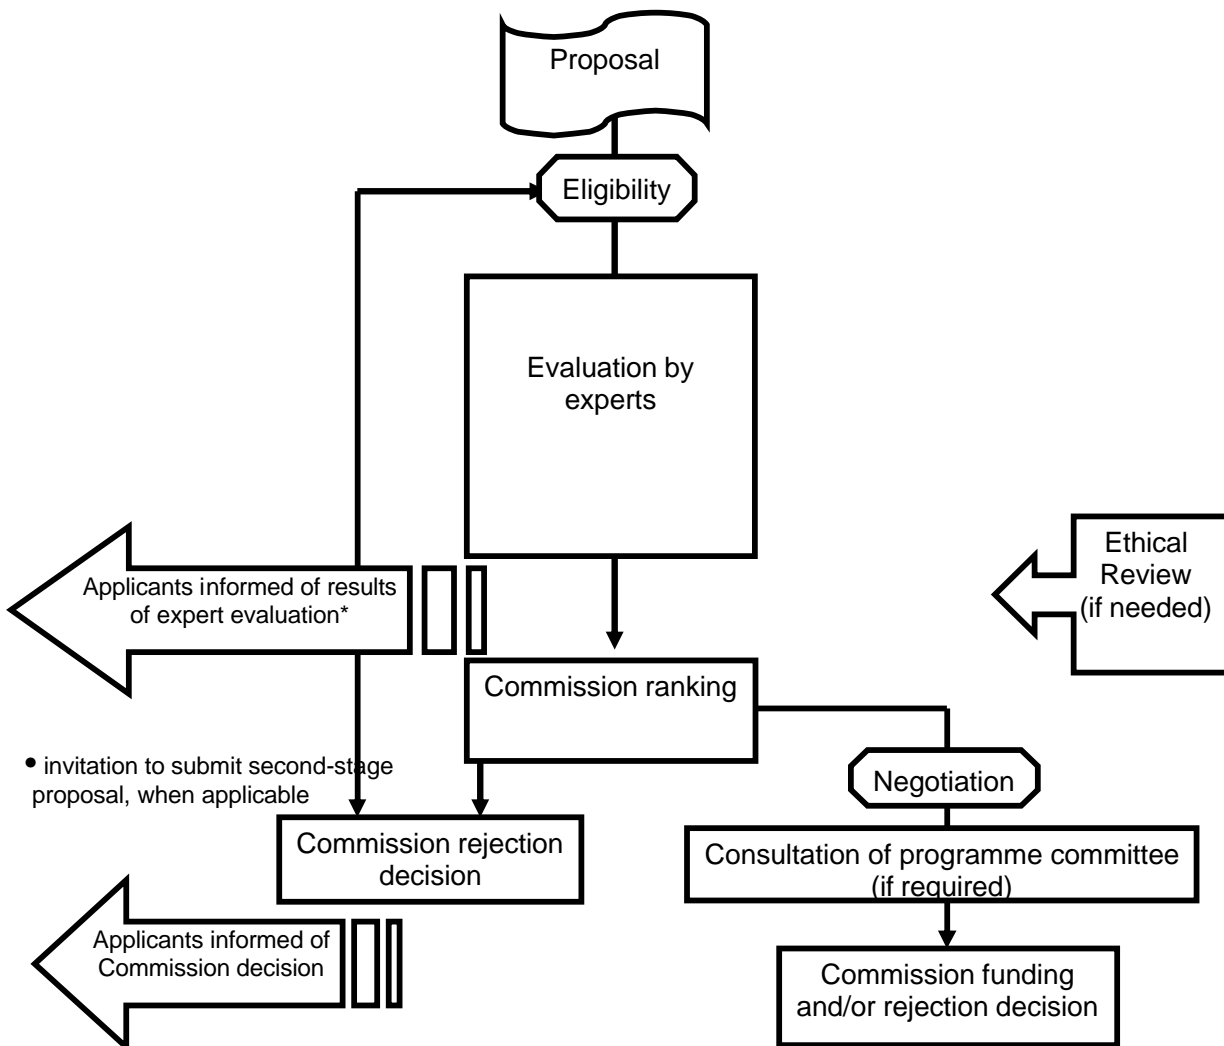 Proposal
Eligibility
Evaluation by
experts
Ethical
Review
(if needed)
Applicants informed of results
of expert evaluation*
Commission ranking
• invitation to submit second-stage
proposal, when applicable
Negotiation
Commission rejection
decision
Consultation of programme committee
(if required)
Applicants informed of
Commission decision
Commission funding
and/or rejection decision